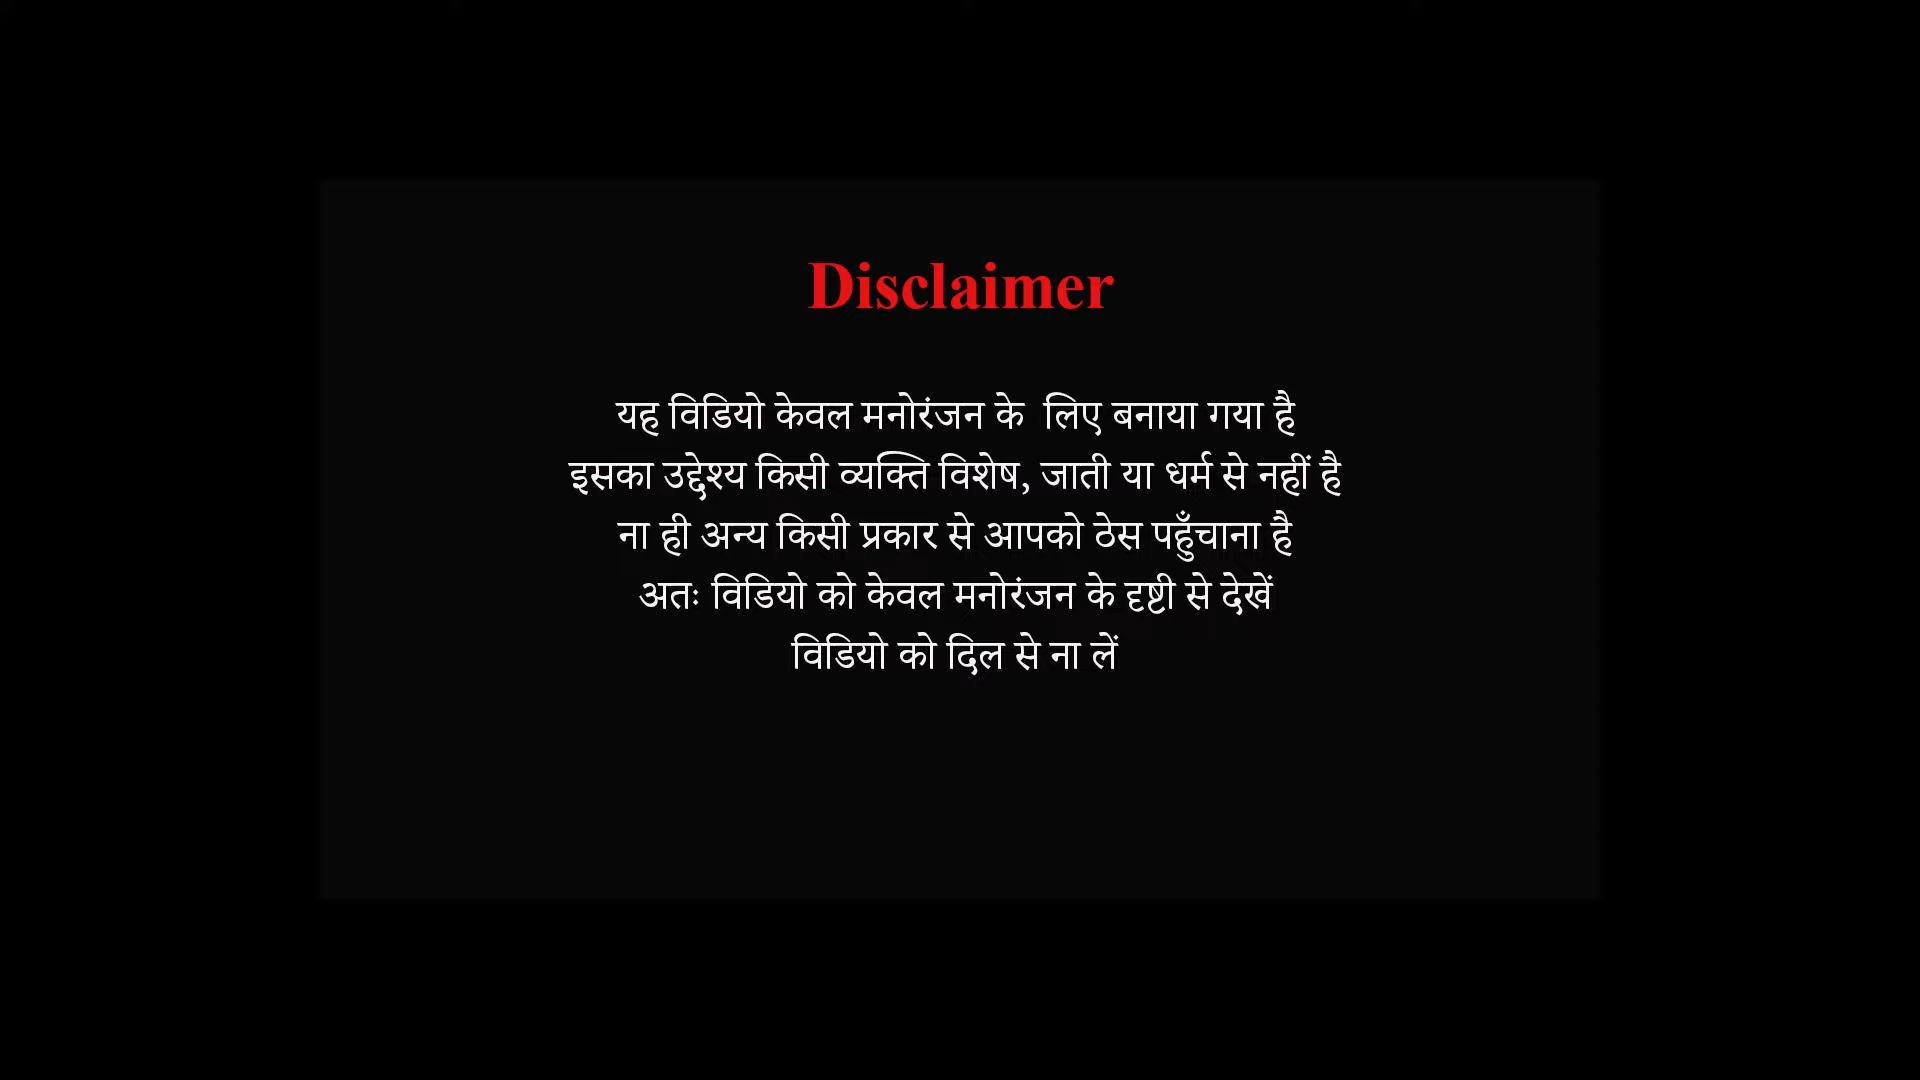 Disclaimer
यह विडियो केवल मनोरंजन के लिए बनाया गया है
इसका उद्देश्य किसी व्यक्ति विशेष, जाती या धर्म से नहीं है
ना ही अन्य किसी प्रकार से आपको ठेस पहुँचाना है
अतः विडियो को केवल मनोरंजन के दृष्टी से देखें
विडियो को दिल से ना लें